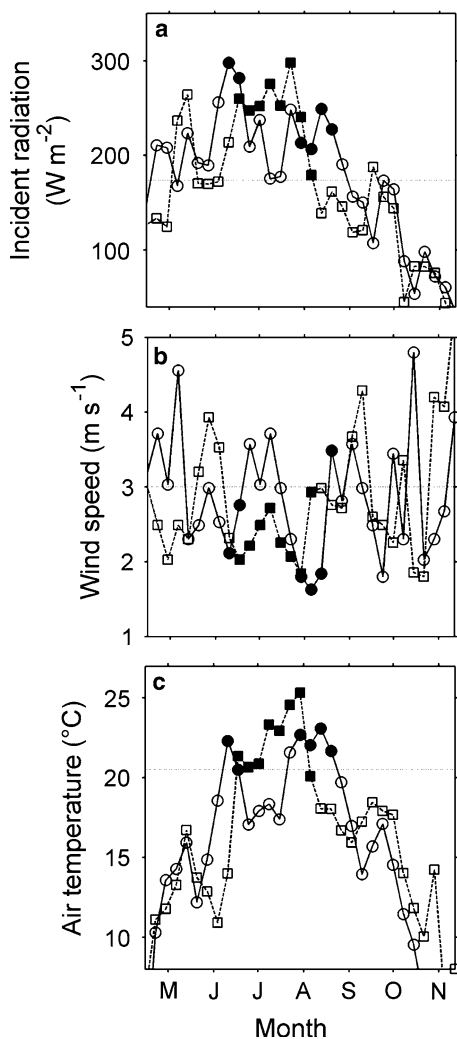 a
Incident radiation
(W m⁻²)
300
200
100
b
Wind speed (m s⁻¹)
5
4
3
2
1
c
Air temperature (°C)
25
20
15
10
M J J A S O N
Month